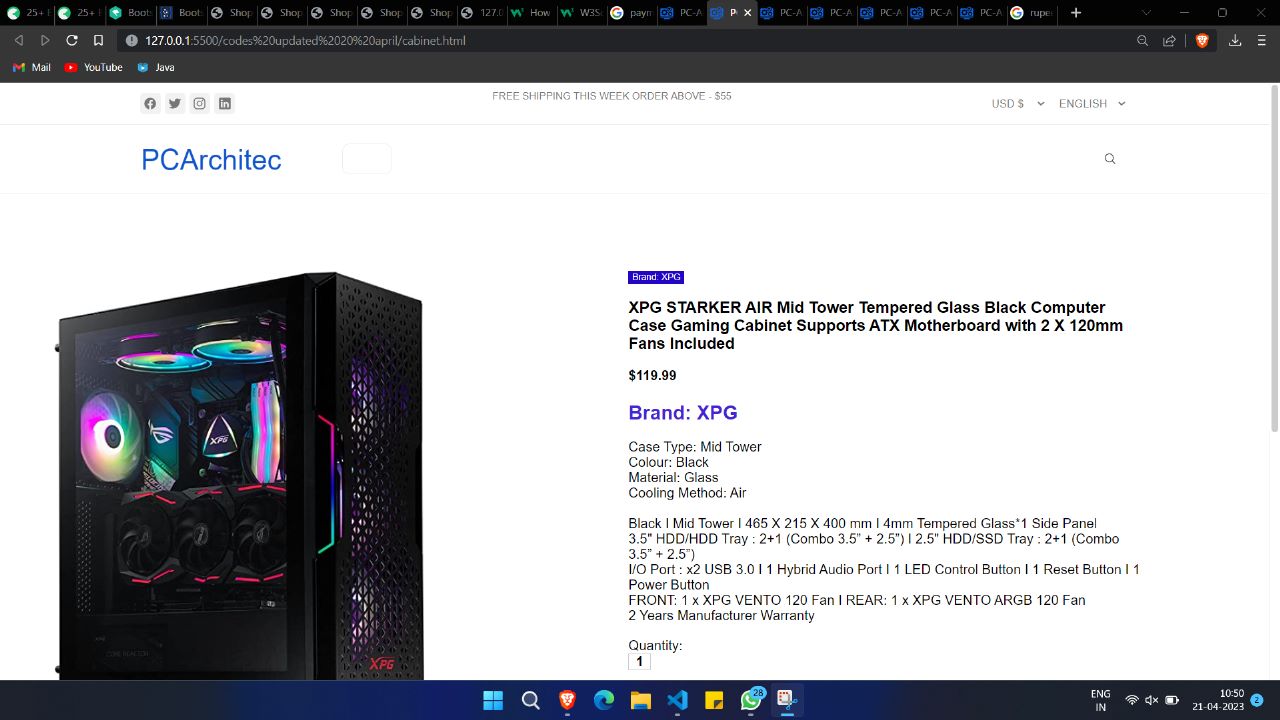 25+ F
25+ F
Boots
Boots
Shop
Shop
Shop
Shop
Shop
127.0
How
W3Sc
paym
PC-A
PC-A
PC-A
PC-A
PC-A
PC-A
PC-A
ruper
127.0.0.1:5500/codes%20updated%2020%20april/cabinet.html
Mail YouTube Java
FREE SHIPPING THIS WEEK ORDER ABOVE - $55
USD $ ENGLISH
PCArchitec
Brand: XPG
XPG STARKER AIR Mid Tower Tempered Glass Black Computer
Case Gaming Cabinet Supports ATX Motherboard with 2 X 120mm
Fans Included
$119.99
Brand: XPG
Case Type: Mid Tower
Colour: Black
Material: Glass
Cooling Method: Air
Black I Mid Tower I 465 X 215 X 400 mm I 4mm Tempered Glass*1 Side Panel
3.5" HDD/HDD Tray : 2+1 (Combo 3.5” + 2.5”) I 2.5" HDD/SSD Tray : 2+1 (Combo
3.5” + 2.5”)
I/O Port : x2 USB 3.0 I 1 Hybrid Audio Port I 1 LED Control Button I 1 Reset Button I 1
Power Button
FRONT: 1 x XPG VENTO 120 Fan I REAR: 1 x XPG VENTO ARGB 120 Fan
2 Years Manufacturer Warranty
Quantity:
1
XPG
CORE REACTOR
XPG
28
ENG
IN
10:50
21-04-2023
2